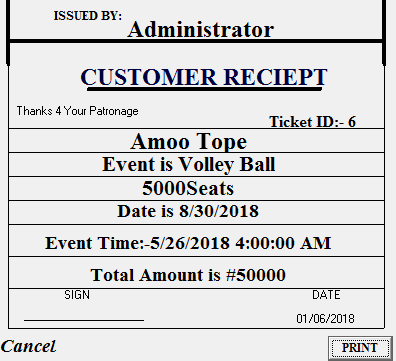 ISSUED BY:
Administrator
CUSTOMER RECIEPT
Thanks 4 Your Patronage
Ticket ID:- 6
Amoo Tope
Event is Volley Ball
5000Seats
Date is 8/30/2018
Event Time:-5/26/2018 4:00:00 AM
Total Amount is #50000
SIGN DATE
01/06/2018
Cancel PRINT